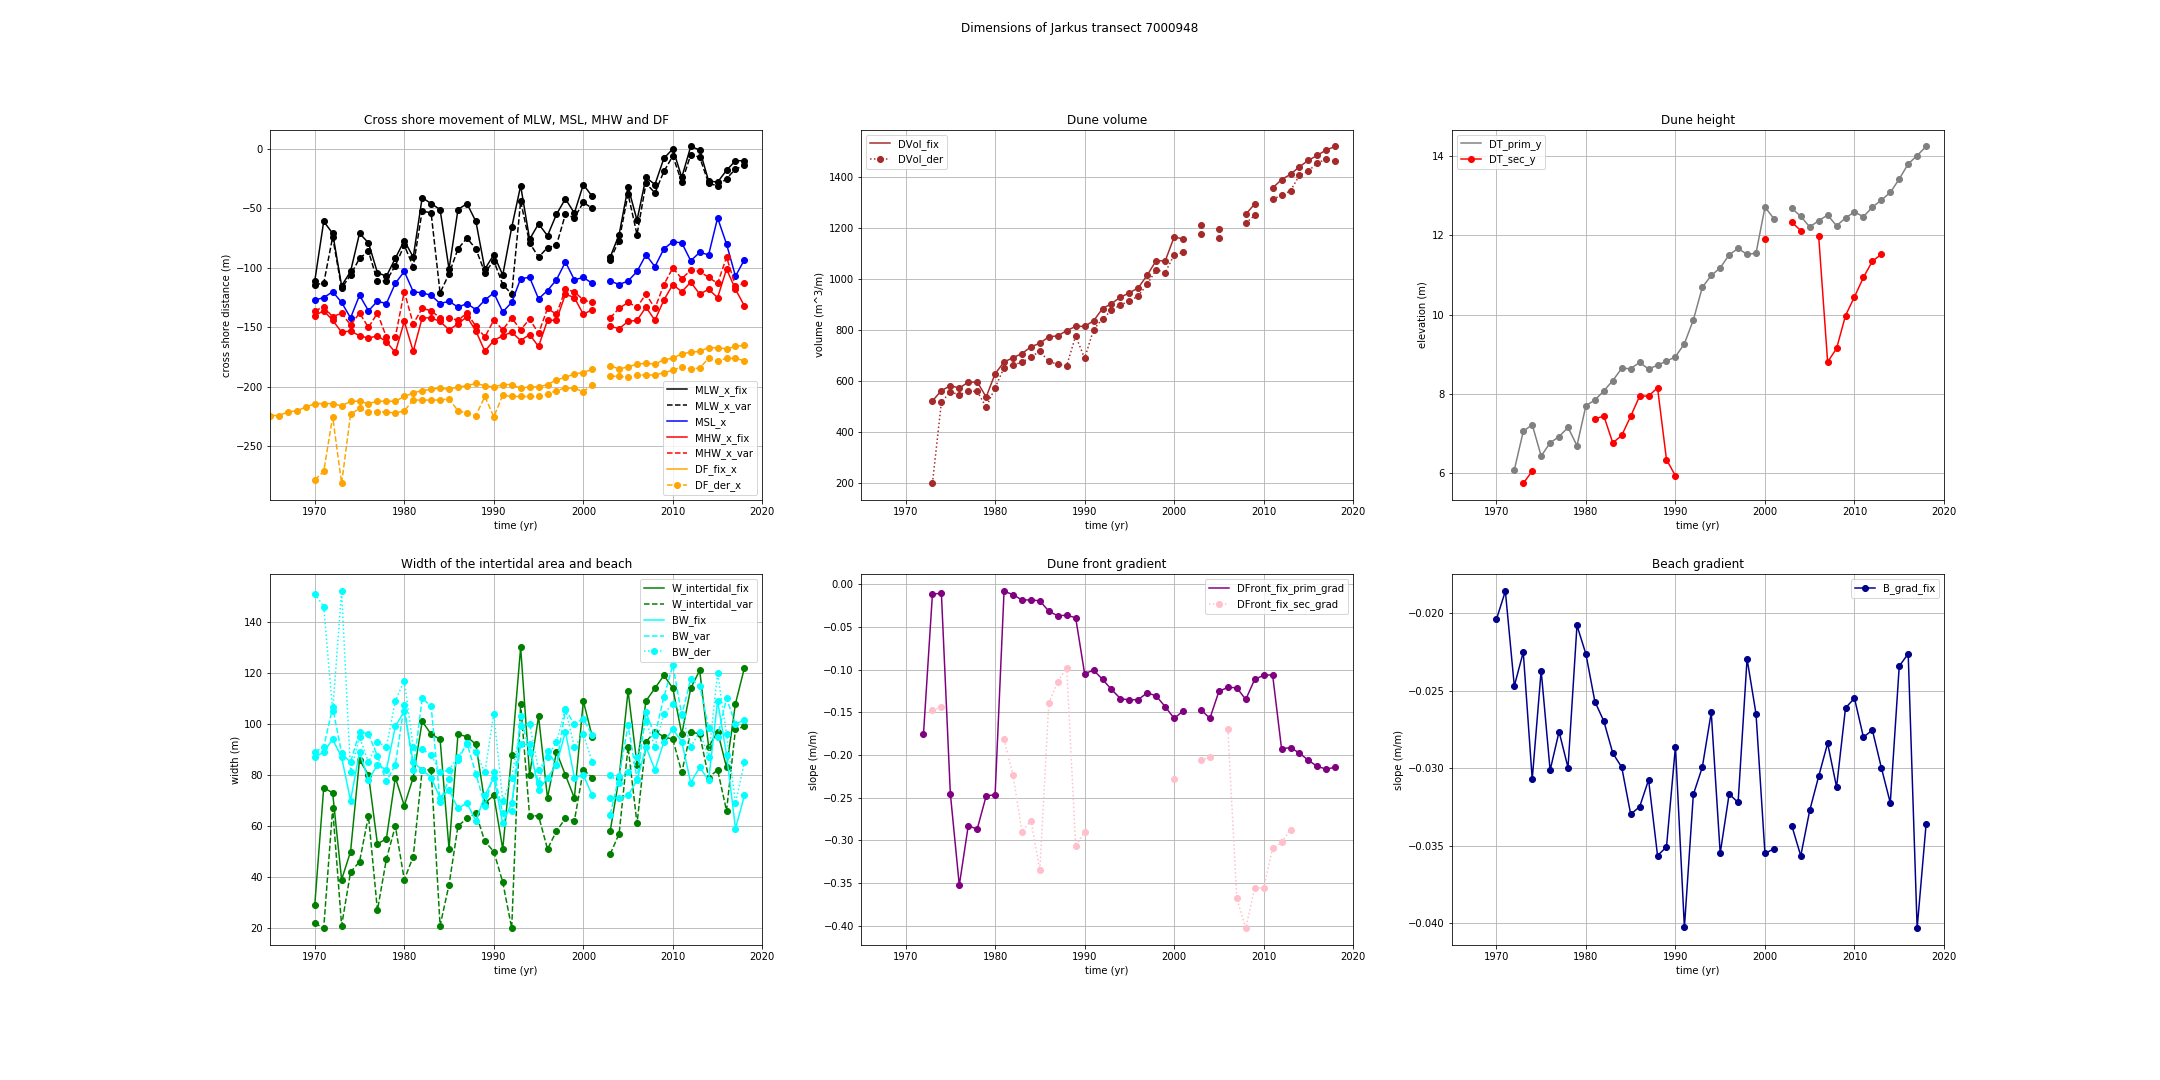 Dimensions of Jarkus transect 7000948
Cross shore movement of MLW, MSL, MHW and DF
cross shore distance (m)
0
−50
−100
−150
−200
−250
1970
1980
1990
2000
2010
2020
time (yr)
MLW_x_fix
MLW_x_var
MSL_x
MHW_x_fix
MHW_x_var
DF_fix_x
DF_der_x
Dune volume
volume (m^3/m)
1400
1200
1000
800
600
400
200
1970
1980
1990
2000
2010
2020
time (yr)
DVol_fix
DVol_der
Dune height
elevation (m)
14
12
10
8
6
1970
1980
1990
2000
2010
2020
time (yr)
DT_prim_y
DT_sec_y
Width of the intertidal area and beach
width (m)
140
120
100
80
60
40
20
1970
1980
1990
2000
2010
2020
time (yr)
W_intertidal_fix
W_intertidal_var
BW_fix
BW_var
BW_der
Dune front gradient
slope (m/m)
0.00
−0.05
−0.10
−0.15
−0.20
−0.25
−0.30
−0.35
−0.40
1970
1980
1990
2000
2010
2020
time (yr)
DFront_fix_prim_grad
DFront_fix_sec_grad
Beach gradient
slope (m/m)
−0.020
−0.025
−0.030
−0.035
−0.040
1970
1980
1990
2000
2010
2020
time (yr)
B_grad_fix